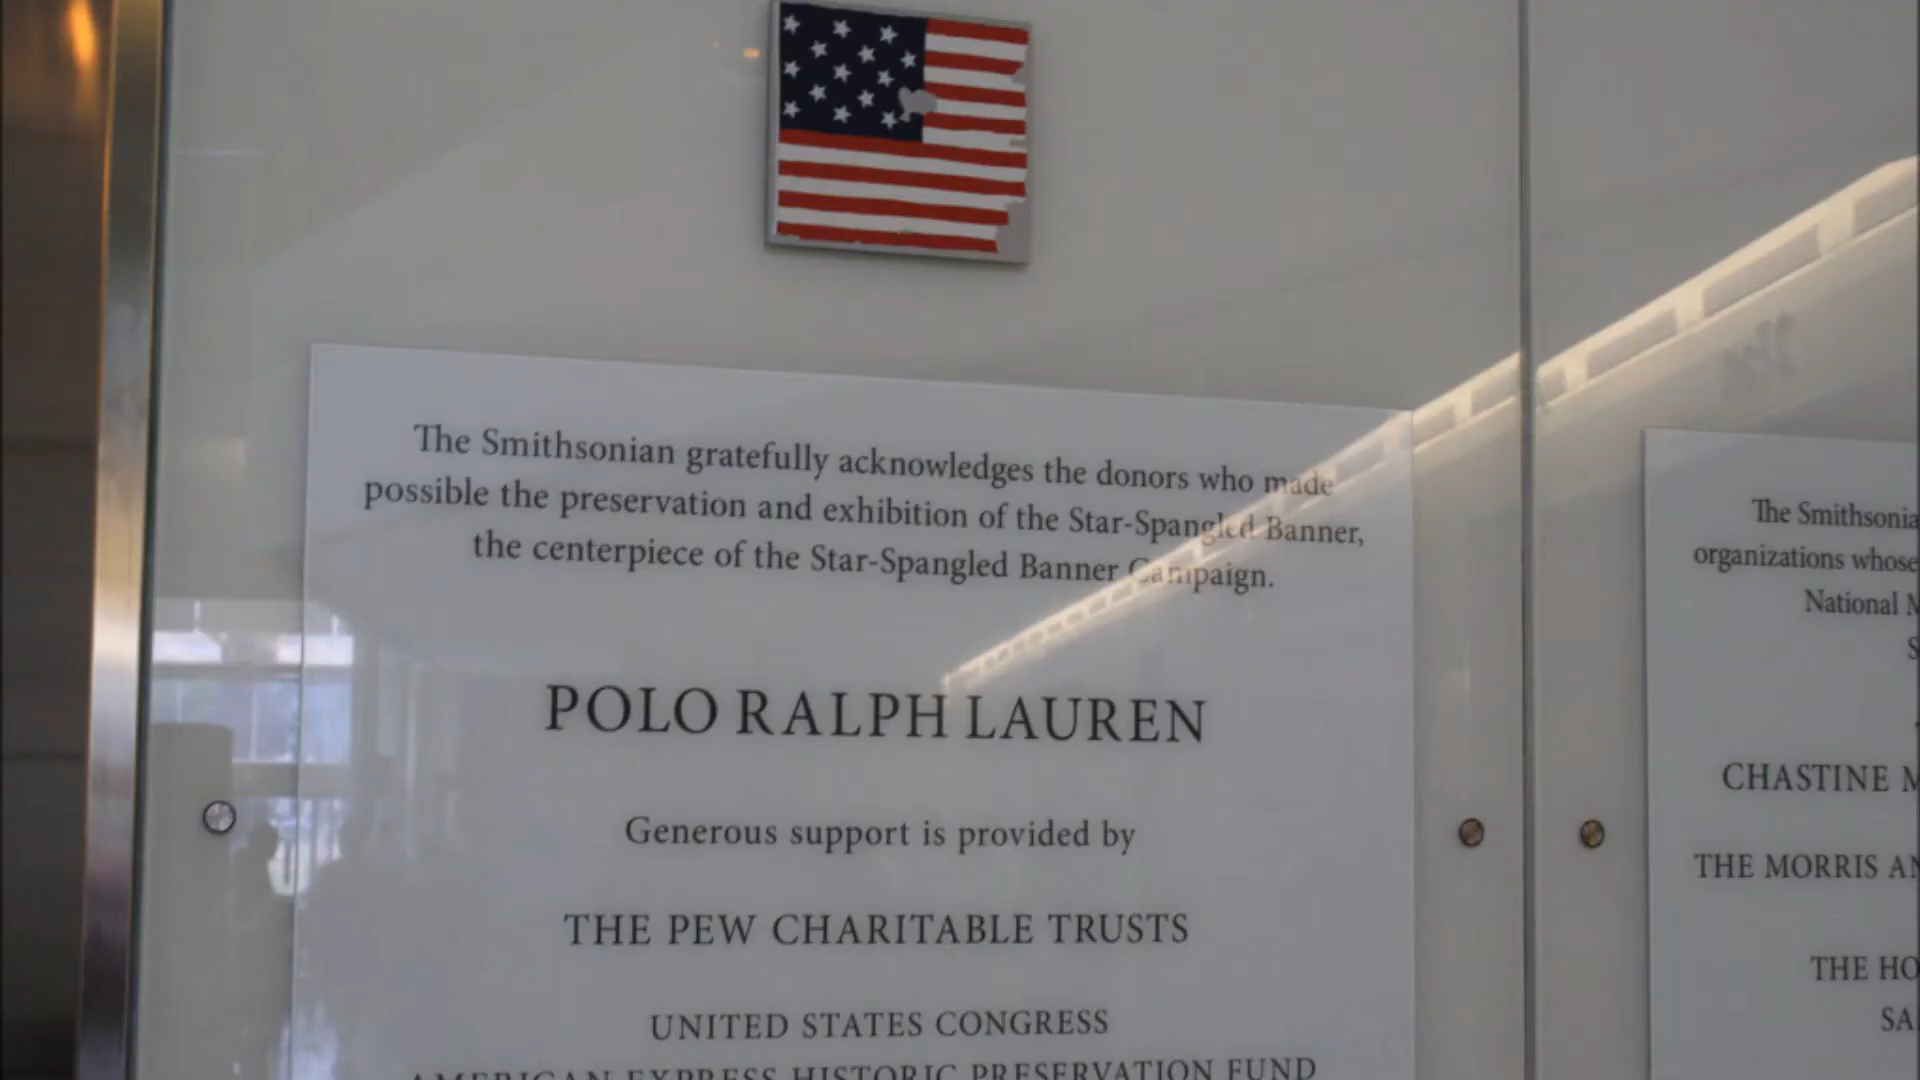 The Smithsonian gratefully acknowledges the donors who made
possible the preservation and exhibition of the Star-Spangled Banner,
the centerpiece of the Star-Spangled Banner Campaign.
POLO RALPH LAUREN
Generous support is provided by
THE PEW CHARITABLE TRUSTS
UNITED STATES CONGRESS
AMERICAN EXPRESS HISTORIC PRESERVATION FUND
The Smithsonia
organizations whose
National
CHASTINE
THE MORRIS
THE HO
SA